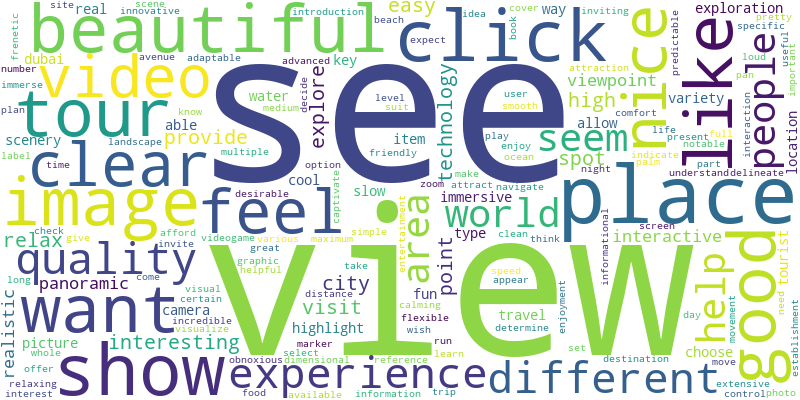 site
scene
innovative
real
frenetic
dubai
avenue
adaptable
beautiful
introduction
beach
idea
book
cover
inviting
easy
way
expect
advanced
key
click
exploration
predictable
specific
pretty
attraction
loud
pan
useful
important
number
immerse
plan
video
see
explore
decide
water
medium
level
suit
user
smooth
technology
viewpoint
high
variety
nice
like
people
location
interaction
tour
know
able
provide
scenery
landscape
multiple
item
play
enjoy
friendly
ocean
allow
comfort
life
present
full
notable
seem
indicate
palm
part
label
time
clear
option
cool
slow
make
attract
navigate
zoom
spot
night
understand
delineate
image
feel
desirable
captivate
immersive
place
world
type
clean
think
screen
interactive
informational
area
point
entertainment
check
relax
give
afford
invite
videogame
various
great
maximum
simple
graphic
helpful
view
good
help
tourist
quality
long
come
panoramic
visual
certain
camera
incredible
visualize
city
take
distance
calming
fun
speed
appear
visit
flexible
travel
enjoyment
day
movement
need
establishment
want
realistic
highlight
wish
determine
interesting
picture
whole
marker
run
select
dimensional
reference
learn
set
choose
obnoxious
destination
move
offer
relaxing
interest
show
experience
food
available
information
trip
different
extensive
control
photo